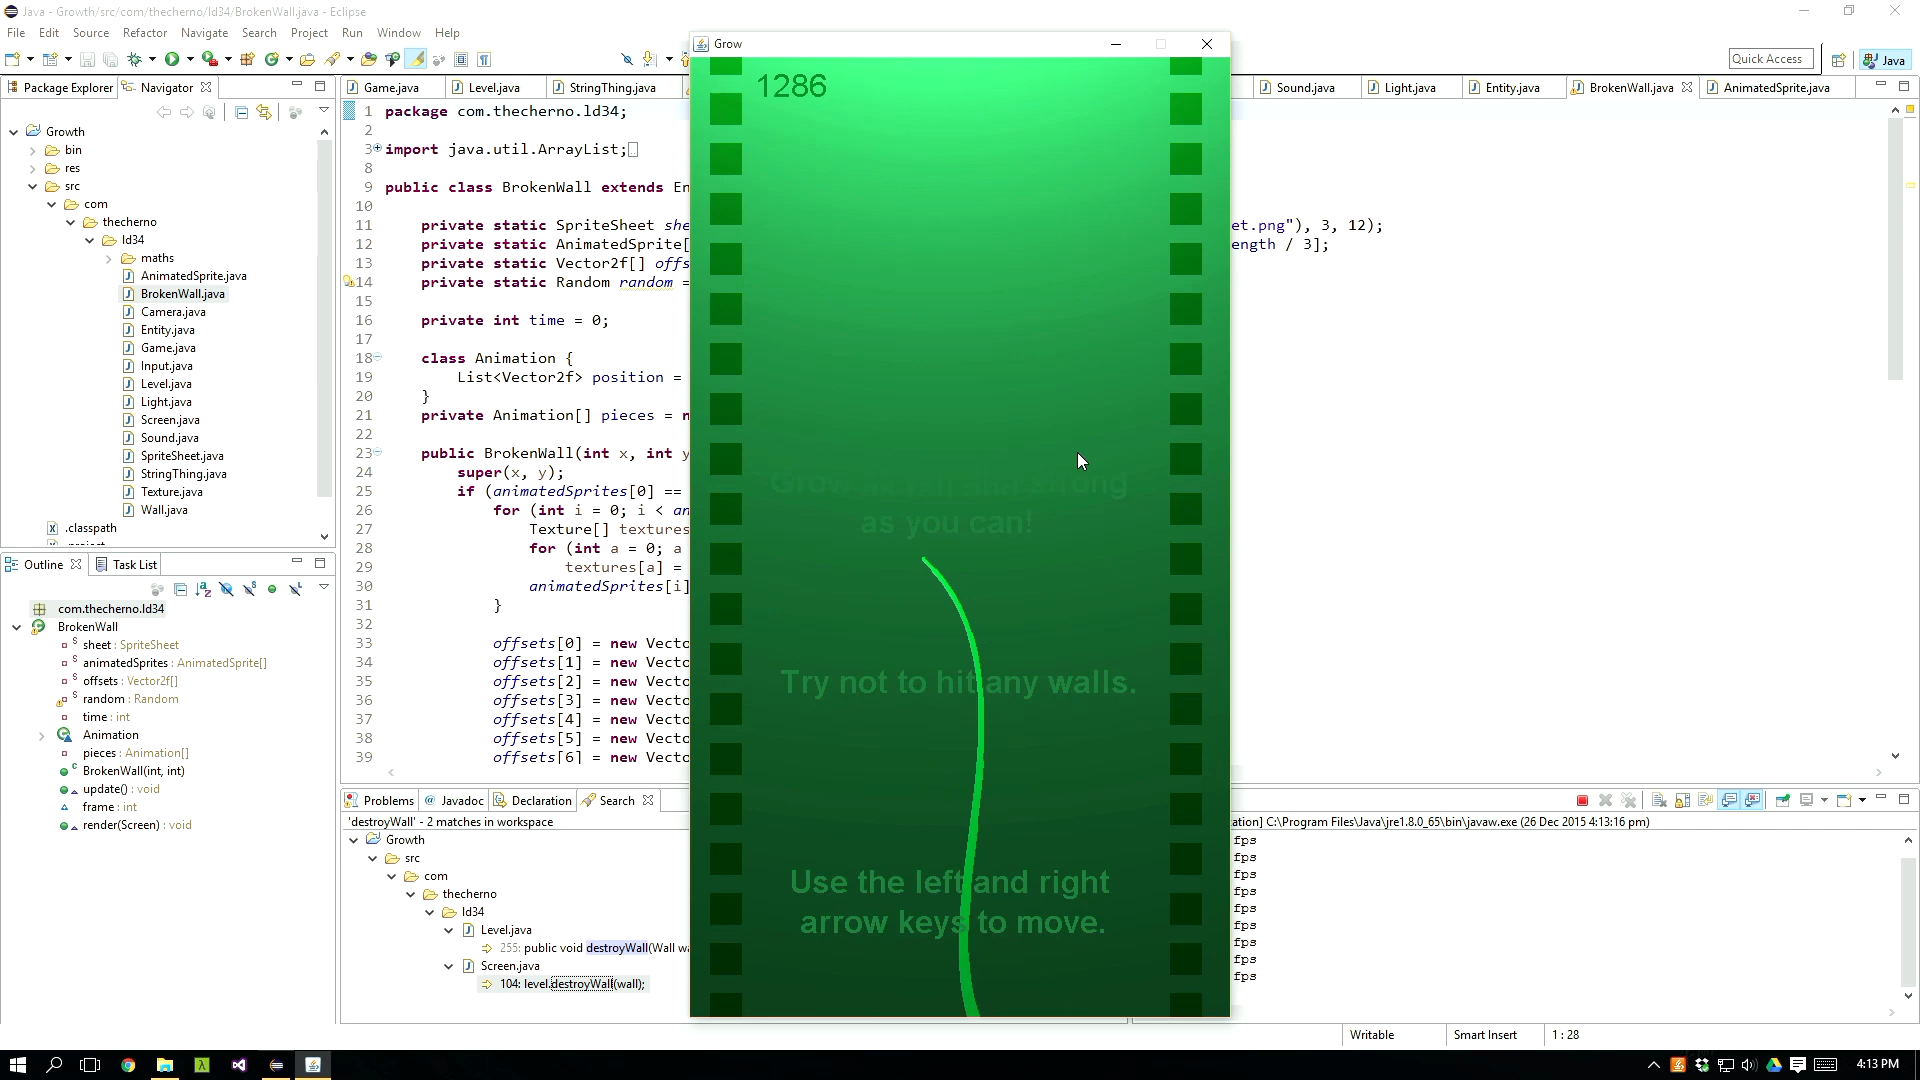 Java - Growth/src/com/thecherno/ld34/BrokenWall.java - Eclipse
File Edit Source Refactor Navigate Search Project Run Window Help
Quick Access
Java
Package Explorer
Navigator
Growth
bin
res
src
com
thecherno
ld34
maths
AnimatedSprite.java
BrokenWall.java
Camera.java
Entity.java
Game.java
Input.java
Level.java
Light.java
Screen.java
Sound.java
SpriteSheet.java
StringThing.java
Texture.java
Wall.java
.classpath
.project
Outline
Task List
com.thecherno.ld34
BrokenWall
sheet : SpriteSheet
animatedSprites : AnimatedSprite[]
offsets : Vector2f[]
random : Random
time : int
Animation
pieces : Animation[]
BrokenWall(int, int)
update() : void
frame : int
render(Screen) : void
Game.java
Level.java
StringThing.java
Sound.java
Light.java
Entity.java
BrokenWall.java
AnimatedSprite.java
1 package com.thecherno.ld34;
2
3 import java.util.ArrayList;
8
9 public class BrokenWall extends En
10
11 private static SpriteSheet she
et.png"), 3, 12);
12 private static AnimatedSprite[
ength / 3];
13 private static Vector2f[] offs
14 private static Random random =
15
16 private int time = 0;
17
18 class Animation {
19 List<Vector2f> position =
20 }
21 private Animation[] pieces = n
22
23 public BrokenWall(int x, int y
24 super(x, y);
25 if (animatedSprites[0] ==
26 for (int i = 0; i < an
27 Texture[] textures
28 for (int a = 0; a
29 textures[a] =
30 animatedSprites[i]
31 }
32
33 offsets[0] = new Vecto
34 offsets[1] = new Vecto
35 offsets[2] = new Vecto
36 offsets[3] = new Vecto
37 offsets[4] = new Vecto
38 offsets[5] = new Vecto
39 offsets[6] = new Vecto
Grow
1286
Grow strong
as you can!
Try not to hit any walls.
Use the left and right
arrow keys to move.
Problems
Javadoc
Declaration
Search
'destroyWall' - 2 matches in workspace
Growth
src
com
thecherno
ld34
Level.java
255: public void destroyWall(Wall wa
Screen.java
104: level.destroyWall(wall);
ation] C:\Program Files\Java\jre1.8.0_65\bin\javaw.exe (26 Dec 2015 4:13:16 pm)
fps
fps
fps
fps
fps
fps
fps
fps
fps
Writable
Smart Insert
1 : 28
4:13 PM